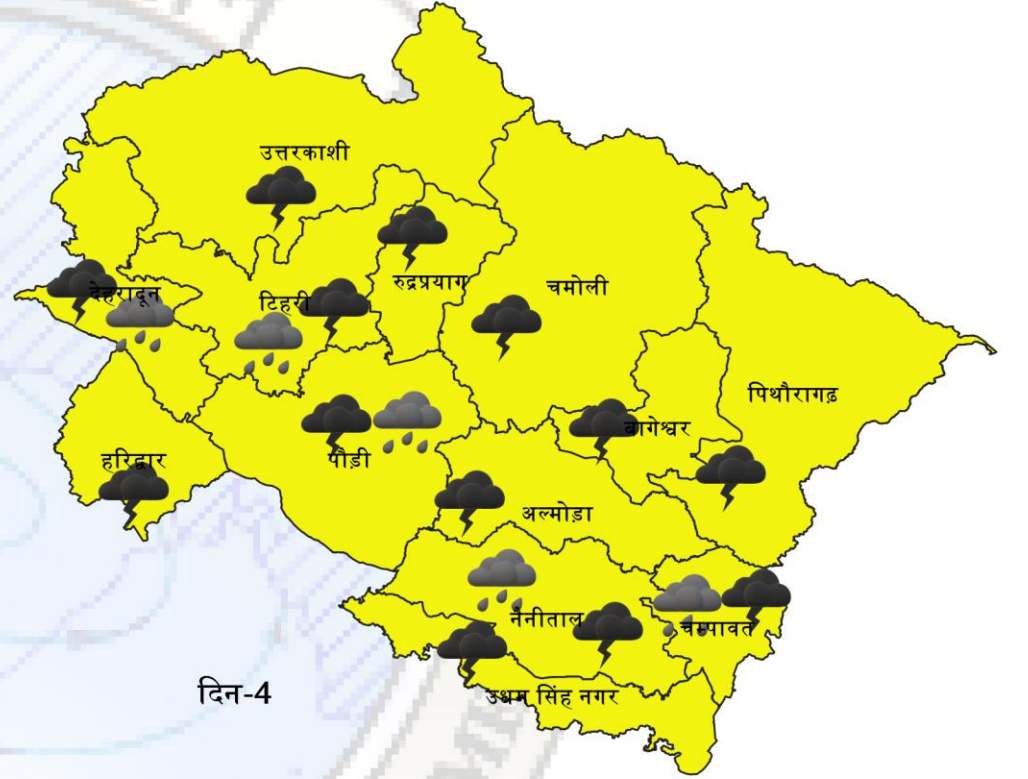 उत्तरकाशी
रुद्रप्रयाग
चमोली
देहरादून
टिहरी
पिथौरागढ़
बागेश्वर
हरिद्वार
पौड़ी
अल्मोड़ा
नैनीताल
चम्पावत
उधम सिंह नगर
दिन-4